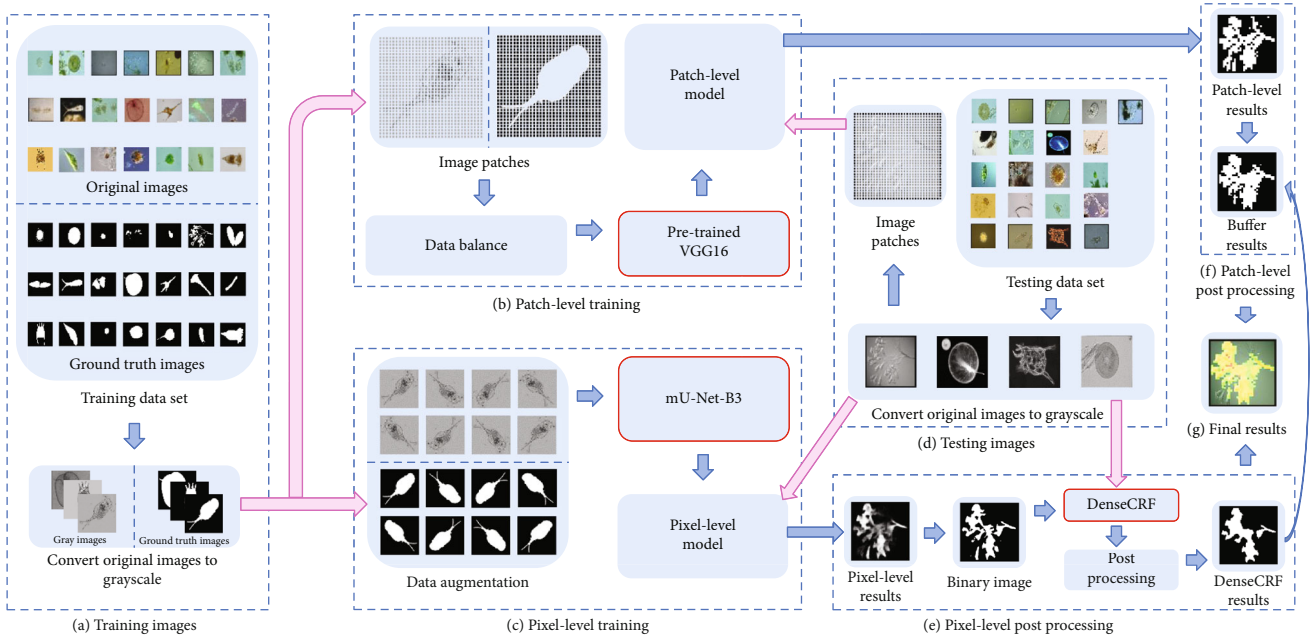 Original images
Ground truth images
Training data set
Gray images
Ground truth images
Convert original images to
grayscale
(a) Training images
Image patches
Patch-level
model
Data balance
Pre-trained
VGG16
(b) Patch-level training
mU-Net-B3
Data augmentation
Pixel-level
model
(c) Pixel-level training
Image
patches
Testing data set
Convert original images to grayscale
(d) Testing images
Pixel-level
results
Binary image
DenseCRF
Post
processing
DenseCRF
results
(e) Pixel-level post processing
Patch-level
results
Buffer
results
(f) Patch-level
post processing
(g) Final results